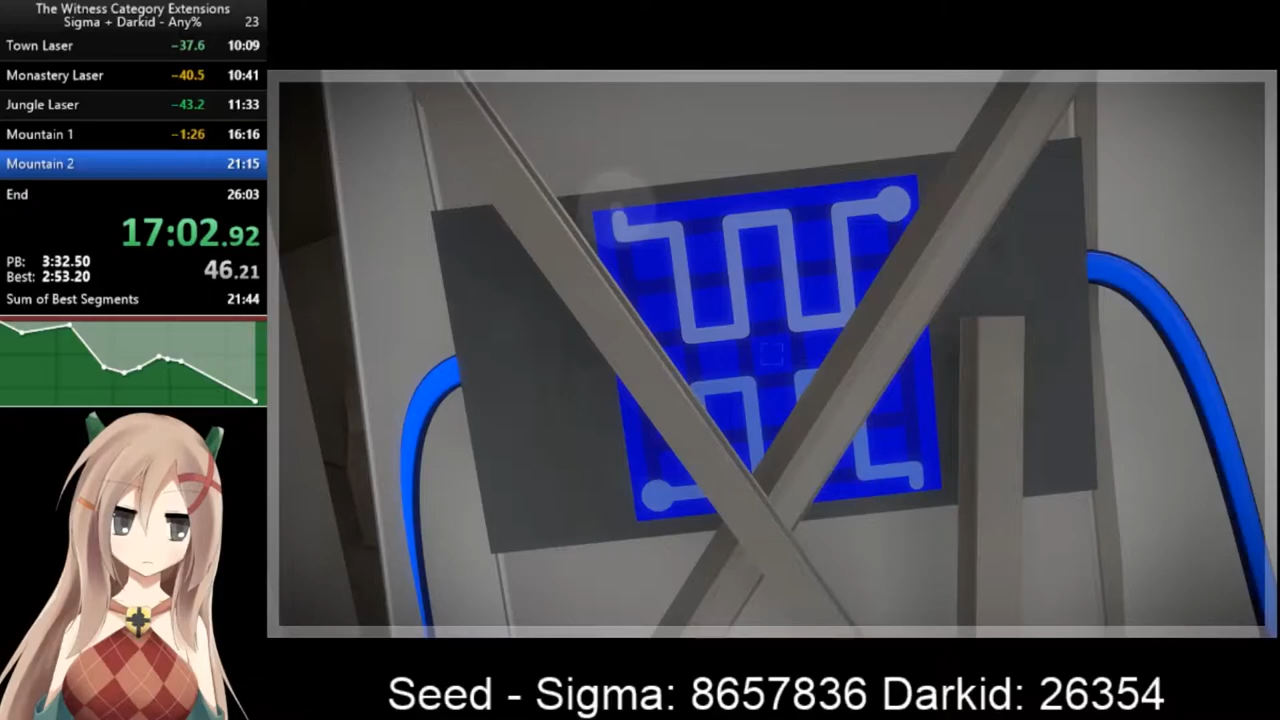 The Witness Category Extensions
Sigma + Darkid - Any% 23
Town Laser -37.6 10:09
Monastery Laser -40.5 10:41
Jungle Laser -43.2 11:33
Mountain 1 -1:26 16:16
Mountain 2 21:15
End 26:03
17:02.92
PB: 3:32.50
Best: 2:53.20
46.21
Sum of Best Segments 21:44
Seed - Sigma: 8657836 Darkid: 26354